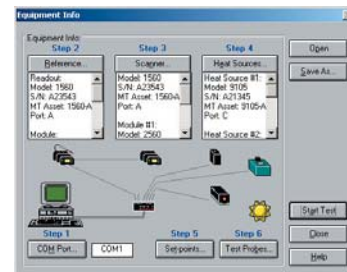 Equipment Info
Equipment Info:
Step 2
Step 3
Step 4
Reference...
Scanner...
Heat Sources...
Open
Save As...
Readout:
Model: 1560
S/N: A23543
MT Asset: 1560-A
Port: A
Module:
Model: 1560
S/N: A23543
MT Asset: 1560-A
Port: A
Module #1:
Model: 2560
Heat Source #1:
Model: 9105
S/N: A21345
MT Asset: 9105-A
Port: C
Heat Source #2:
Step 1
Step 5
Step 6
COM Port...
COM1
Setpoints...
Test Probes...
Start Test
Close
Help